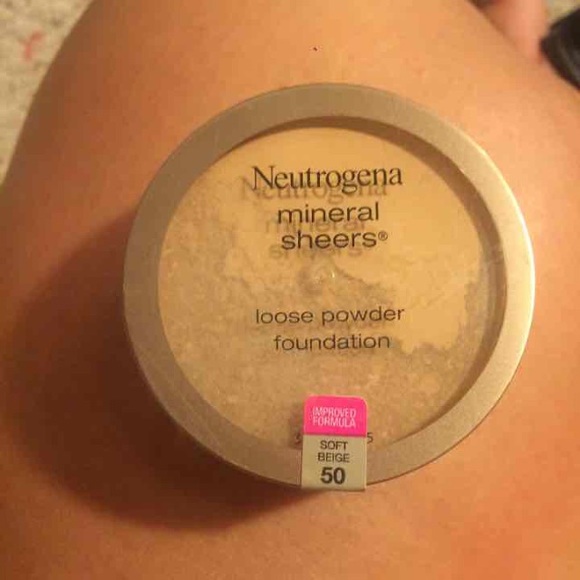 Neutrogena
mineral
sheers®
loose powder
foundation
IMPROVED
FORMULA
SOFT
BEIGE
50